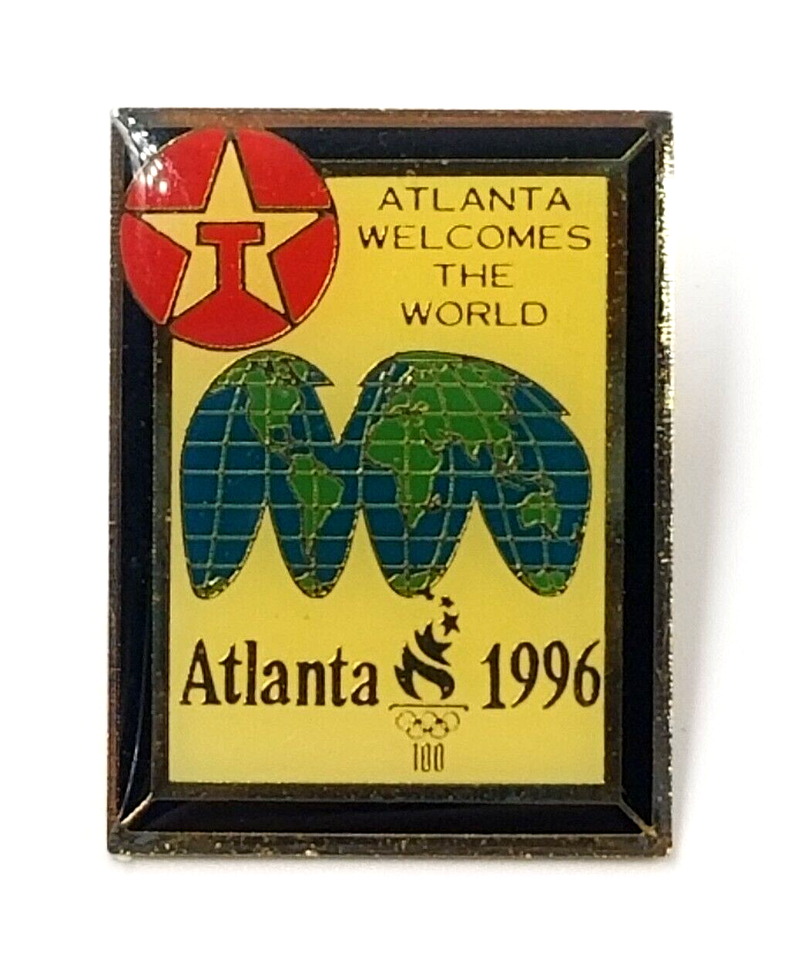 T
ATLANTA
WELCOMES
THE
WORLD
Atlanta 1996
100